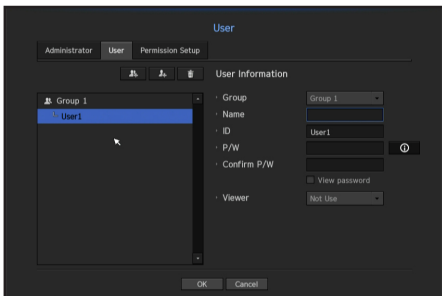 User
Administrator User Permission Setup
User Information
Group 1
User1
· Group Group 1
· Name
· ID User1
· P/W
· Confirm P/W
View password
· Viewer Not Use
OK Cancel